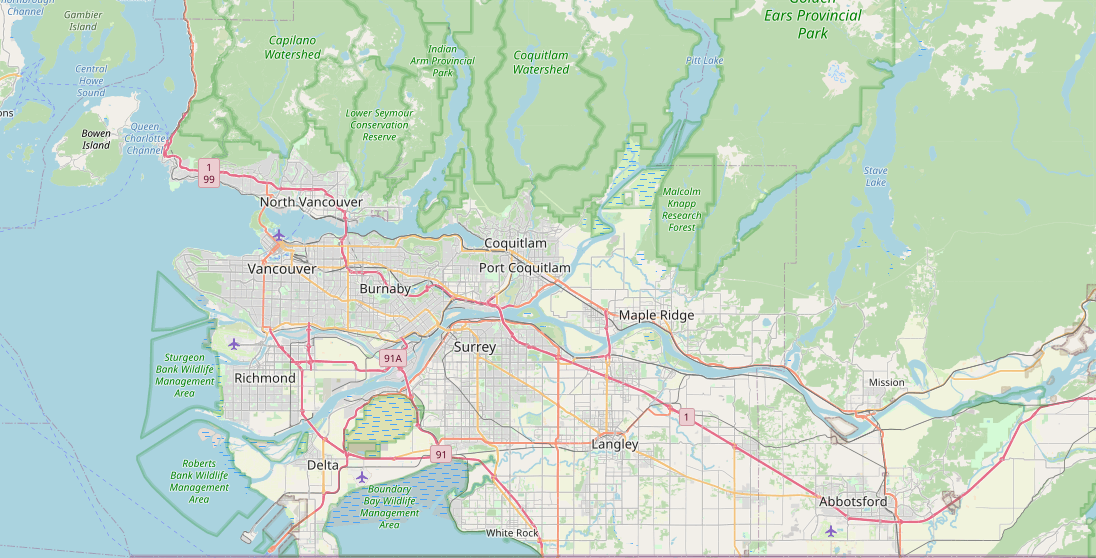 Channel
Gambier
Island
Golden
Ears Provincial
Park
Capilano
Watershed
Indian
Arm Provincial
Park
Coquitlam
Watershed
Pitt Lake
Central
Howe
Sound
Lower Seymour
Conservation
Reserve
Bowen
Island
Queen
Charlotte
Channel
1
99
Stave
Lake
Malcolm
Knapp
Research
Forest
North Vancouver
Coquitlam
Vancouver
Port Coquitlam
Burnaby
Maple Ridge
Surrey
91A
Sturgeon
Bank Wildlife
Management
Area
Richmond
Mission
1
Langley
91
Delta
Roberts
Bank Wildlife
Management
Area
Boundary
Bay Wildlife
Management
Area
Abbotsford
White Rock